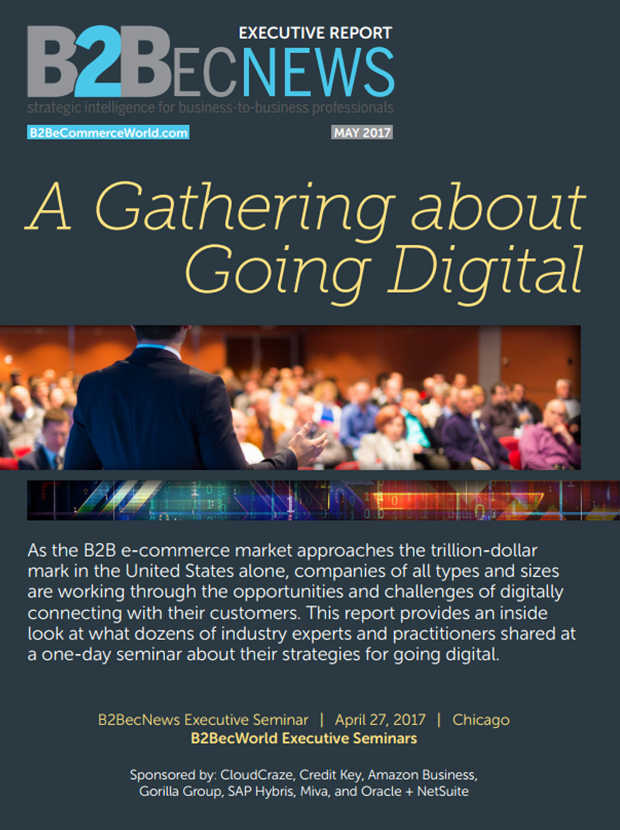 EXECUTIVE REPORT
B2BECNEWS
strategic intelligence for business-to-business professionals
B2BeCommerceWorld.com MAY 2017
A Gathering about
Going Digital
As the B2B e-commerce market approaches the trillion-dollar
mark in the United States alone, companies of all types and sizes
are working through the opportunities and challenges of digitally
connecting with their customers. This report provides an inside
look at what dozens of industry experts and practitioners shared at
a one-day seminar about their strategies for going digital.
B2BecNews Executive Seminar | April 27, 2017 | Chicago
B2BecWorld Executive Seminars
Sponsored by: CloudCraze, Credit Key, Amazon Business,
Gorilla Group, SAP Hybris, Miva, and Oracle + NetSuite